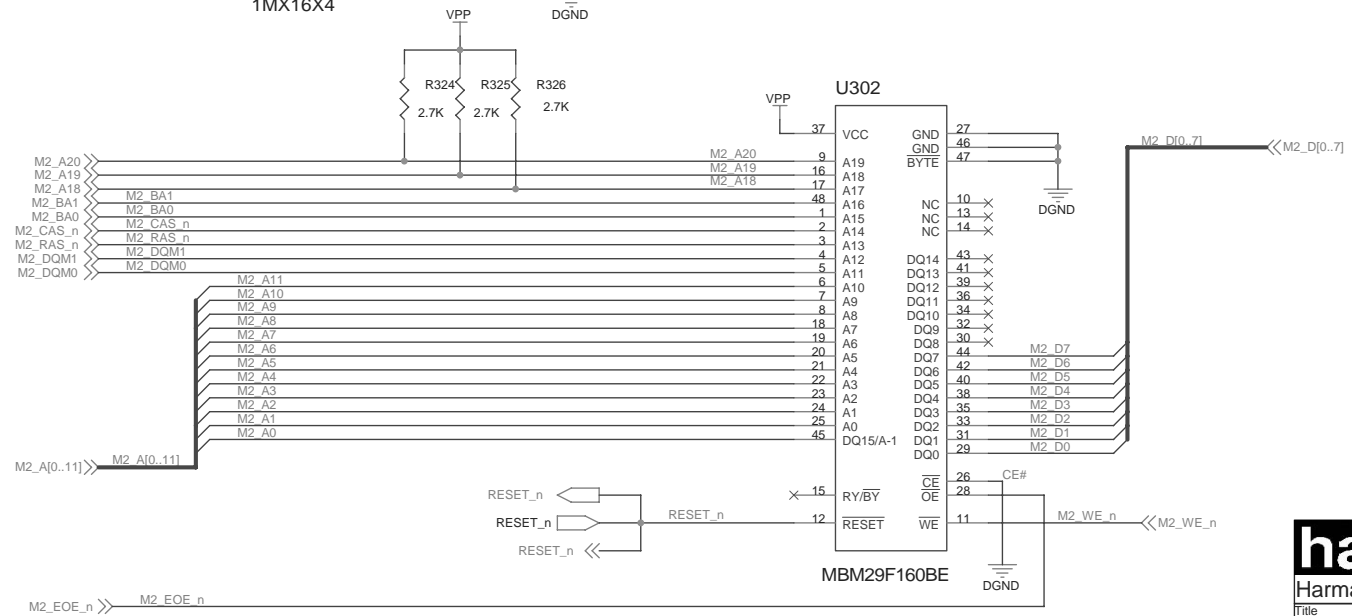 1MX16X4
DGND
VPP
R324
R325
R326
2.7K
2.7K
2.7K
U302
VPP
37 VCC
GND 27
GND 46
BYTE 47
DGND
M2_D[0..7]
M2_D[0..7]
M2_A20 M2_A20 9 A19
M2_A19 M2_A19 16 A18
M2_A18 M2_A18 17 A17
M2_BA1 M2_BA1 48 A16
M2_BA0 M2_BA0 1 A15
M2_CAS_n M2_CAS_n 2 A14
M2_RAS_n M2_RAS_n 3 A13
M2_DQM1 M2_DQM1 4 A12
M2_DQM0 M2_DQM0 5 A11
M2_A11 6 A10
M2_A10 7 A9
M2_A9 8 A8
M2_A8 18 A7
M2_A7 19 A6
M2_A6 20 A5
M2_A5 21 A4
M2_A4 22 A3
M2_A3 23 A2
M2_A2 24 A1
M2_A1 25 A0
M2_A0 45 DQ15/A-1
M2_A[0..11] M2_A[0..11]
NC 10
NC 13
NC 14
DQ14 43
DQ13 41
DQ12 39
DQ11 36
DQ10 34
DQ9 32
DQ8 30
DQ7 44 M2_D7
DQ6 42 M2_D6
DQ5 40 M2_D5
DQ4 38 M2_D4
DQ3 35 M2_D3
DQ2 33 M2_D2
DQ1 31 M2_D1
DQ0 29 M2_D0
CE 26 CE#
OE 28
15 RY/BY
RESET_n
RESET_n
RESET_n
RESET_n 12 RESET
WE 11 M2_WE_n M2_WE_n
MBM29F160BE
DGND
M2_EOE_n M2_EOE_n
ha
Harma
Title